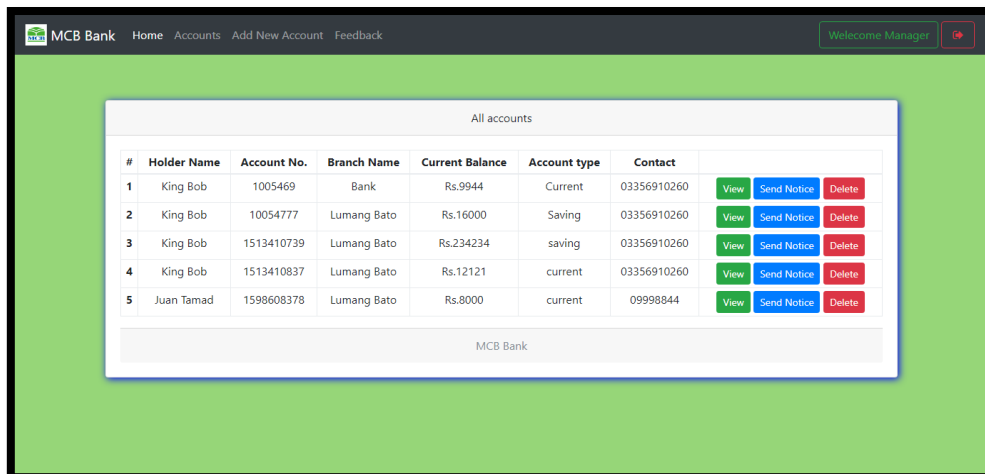 MCB Bank Home Accounts Add New Account Feedback Welecome Manager
All accounts
# Holder Name Account No. Branch Name Current Balance Account type Contact
1 King Bob 1005469 Bank Rs.9944 Current 03356910260 View Send Notice Delete
2 King Bob 10054777 Lumang Bato Rs.16000 Saving 03356910260 View Send Notice Delete
3 King Bob 1513410739 Lumang Bato Rs.234234 saving 03356910260 View Send Notice Delete
4 King Bob 1513410837 Lumang Bato Rs.12121 current 03356910260 View Send Notice Delete
5 Juan Tamad 1598608378 Lumang Bato Rs.8000 current 09998844 View Send Notice Delete
MCB Bank